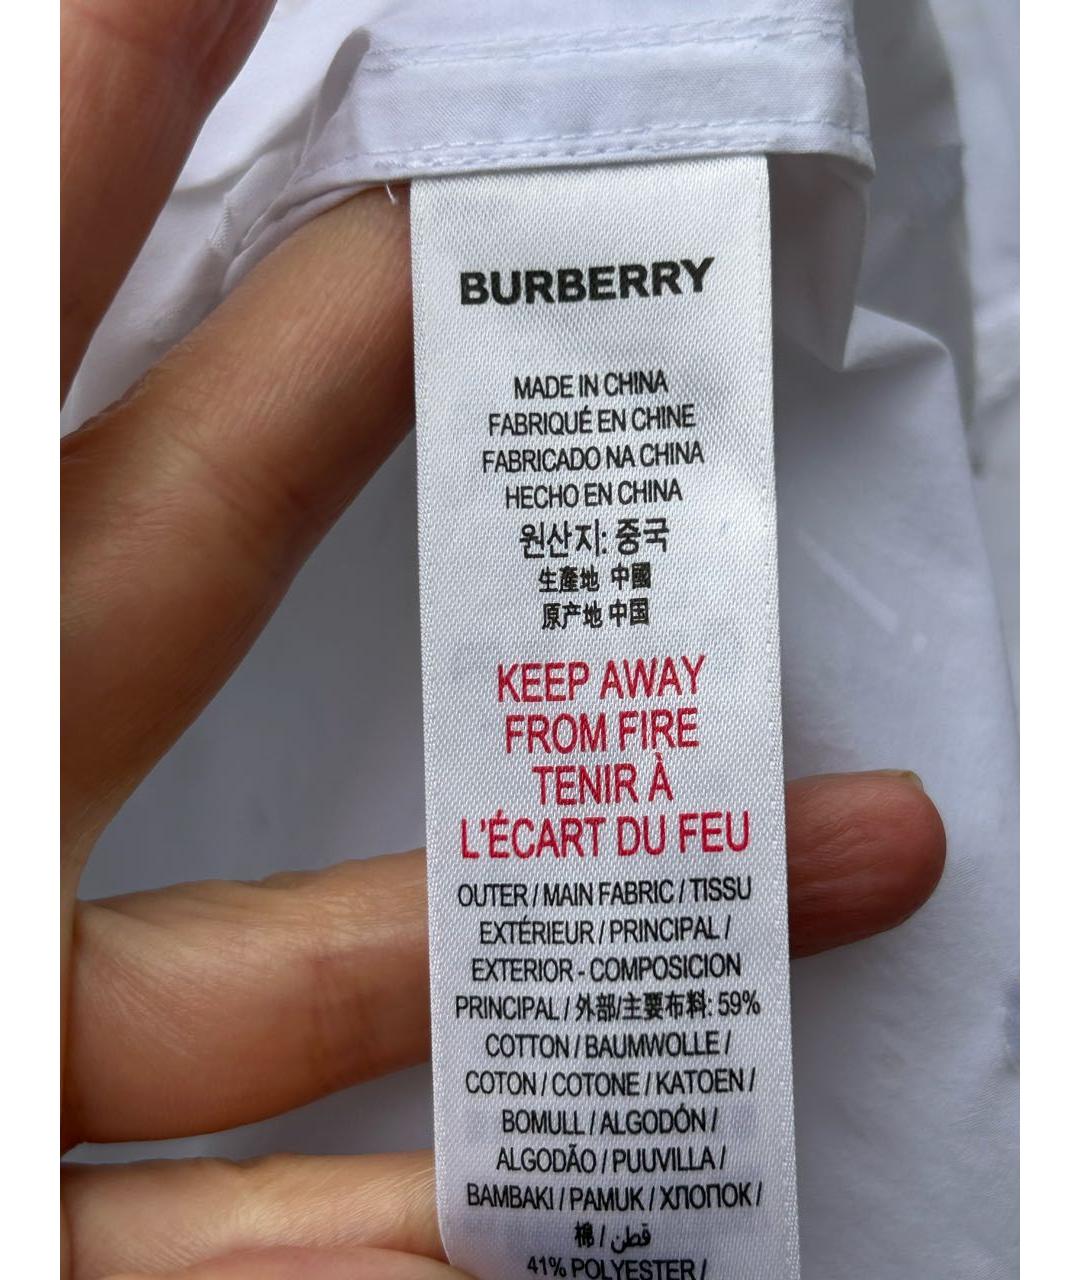 BURBERRY
MADE IN CHINA
FABRIQUÉ EN CHINE
FABRICADO NA CHINA
HECHO EN CHINA
원산지: 중국
生產地 中國
原产地 中国
KEEP AWAY
FROM FIRE
TENIR À
L'ÉCART DU FEU
OUTER / MAIN FABRIC / TISSU
EXTÉRIEUR / PRINCIPAL /
EXTERIOR - COMPOSICION
PRINCIPAL / 外部/主要布料: 59%
COTTON / BAUMWOLLE /
COTON / COTONE / KATOEN /
BOMULL / ALGODÓN /
ALGODÃO / PUUVILLA /
BAMBAKI / PAMUK / ХЛОПОК /
棉 / قطن
41% POLYESTER /